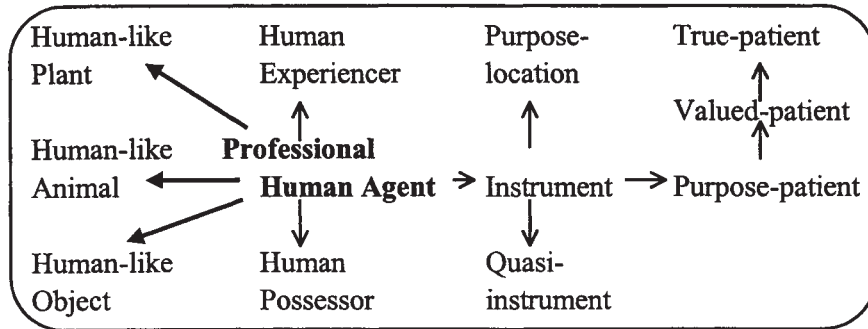 Human-like Human Purpose- True-patient
Plant Experiencer location
Valued-patient
Human-like Professional
Animal Human Agent Instrument Purpose-patient
Human-like Human Quasi-
Object Possessor instrument